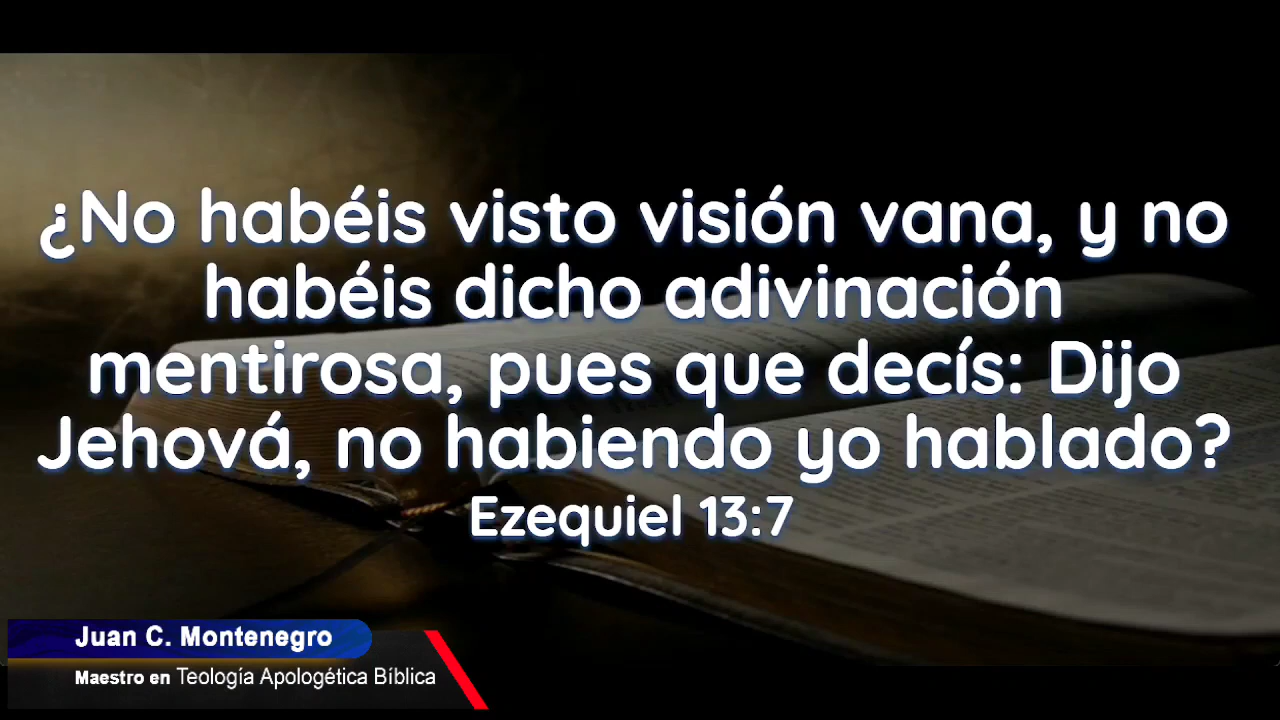 ¿No habéis visto visión vana, y no
habéis dicho adivinación
mentirosa, pues que decís: Dijo
Jehová, no habiendo yo hablado?
Ezequiel 13:7
Juan C. Montenegro
Maestro en Teología Apologética Bíblica